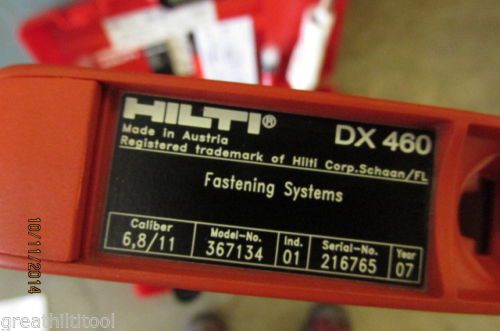 HILTI®
DX 460
Made in Austria
Registered trademark of Hilti Corp.Schaan/FL
Fastening Systems
Caliber
6,8/11
Model-No.
367134
Ind.
01
Serial-No.
216765
Year
07
10/11/2014
greathiltitool